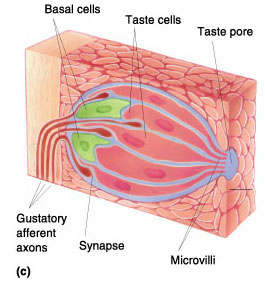 Basal cells
Taste cells
Taste pore
Gustatory
afferent
axons
Synapse
Microvilli
(c)